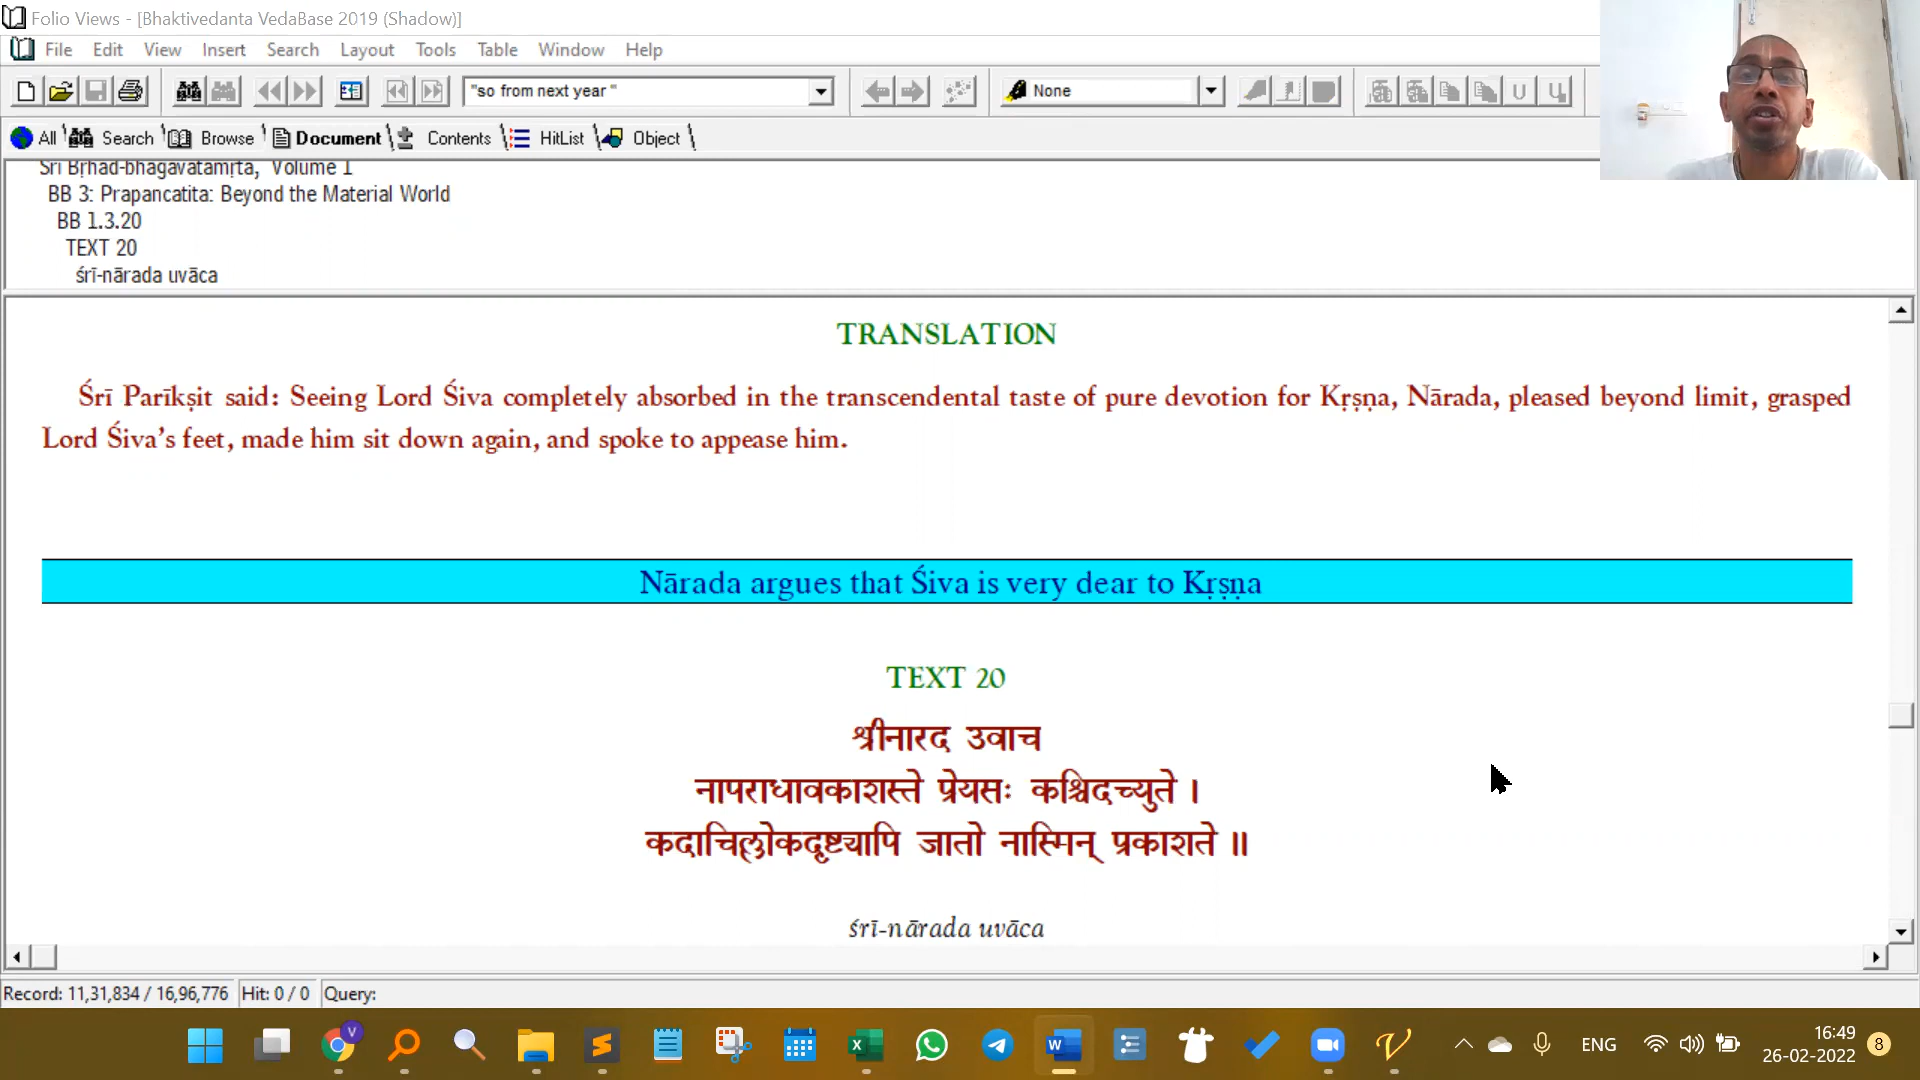 Folio Views - [Bhaktivedanta VedaBase 2019 (Shadow)]
File Edit View Insert Search Layout Tools Table Window Help
"so from next year "
None
All Search Browse Document Contents HitList Object
Śrī Bṛhad-bhāgavatāmṛta, Volume 1
BB 3: Prapancatita: Beyond the Material World
BB 1.3.20
TEXT 20
śrī-nārada uvāca
TRANSLATION
Śrī Parīkṣit said: Seeing Lord Śiva completely absorbed in the transcendental taste of pure devotion for Kṛṣṇa, Nārada, pleased beyond limit, grasped
Lord Śiva's feet, made him sit down again, and spoke to appease him.
Nārada argues that Śiva is very dear to Kṛṣṇa
TEXT 20
श्रीनारद उवाच
नापराधावकाशस्ते प्रेयसः कश्चिदच्युते ।
कदाचिल्लोकदृष्ट्यापि जातो नास्मिन् प्रकाशते ॥
śrī-nārada uvāca
Record: 11,31,834 / 16,96,776 Hit: 0 / 0 Query:
V
ENG
16:49
26-02-2022
8